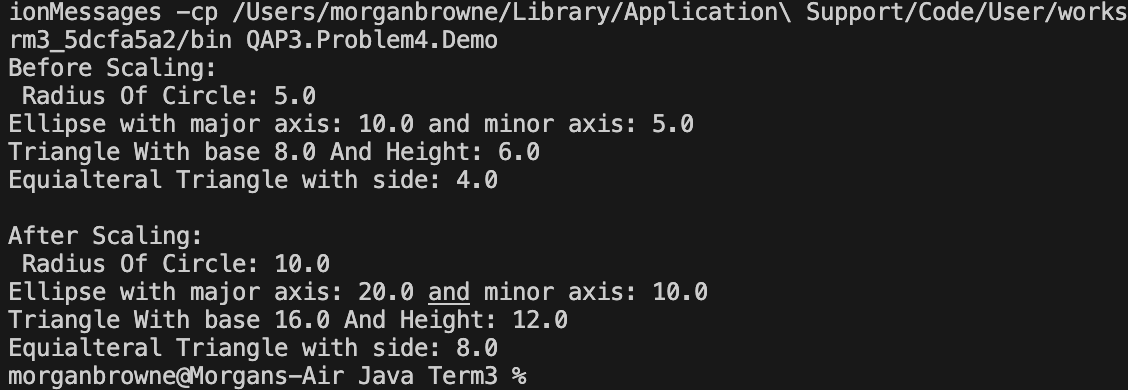 ionMessages -cp /Users/morganbrowne/Library/Application\ Support/Code/User/works
rm3_5dcfa5a2/bin QAP3.Problem4.Demo
Before Scaling:
 Radius Of Circle: 5.0
Ellipse with major axis: 10.0 and minor axis: 5.0
Triangle With base 8.0 And Height: 6.0
Equialteral Triangle with side: 4.0

After Scaling:
 Radius Of Circle: 10.0
Ellipse with major axis: 20.0 and minor axis: 10.0
Triangle With base 16.0 And Height: 12.0
Equialteral Triangle with side: 8.0
morganbrowne@Morgans-Air Java Term3 %